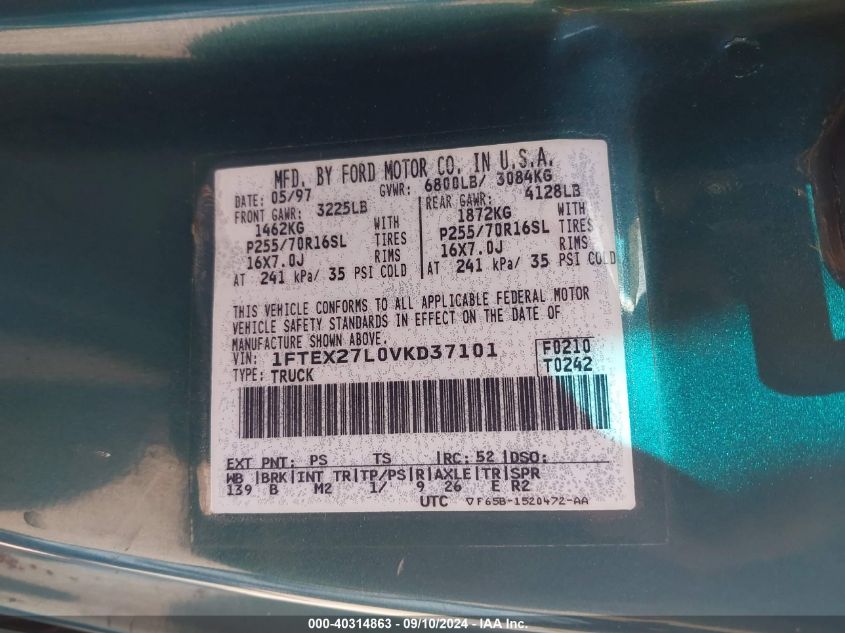 MFD. BY FORD MOTOR CO. IN U.S.A.
DATE: 05/97 GVWR: 6800LB/ 3084KG
FRONT GAWR: 3225LB REAR GAWR: 4128LB
1462KG WITH 1872KG WITH
P255/70R16SL TIRES P255/70R16SL TIRES
16X7.0J RIMS 16X7.0J RIMS
AT 241 kPa/ 35 PSI COLD AT 241 kPa/ 35 PSI COLD
THIS VEHICLE CONFORMS TO ALL APPLICABLE FEDERAL MOTOR
VEHICLE SAFETY STANDARDS IN EFFECT ON THE DATE OF
MANUFACTURE SHOWN ABOVE.
VIN: 1FTEX27L0VKD37101 F0210
TYPE: TRUCK T0242
EXT PNT: PS TS RC: 52 DSO:
WB BRK INT TR TP/PS R AXLE TR SPR
139 B M2 1/ 9 26 E R2
UTC ▽F65B-1520472-AA
000-40314863 - 09/10/2024 - IAA Inc.